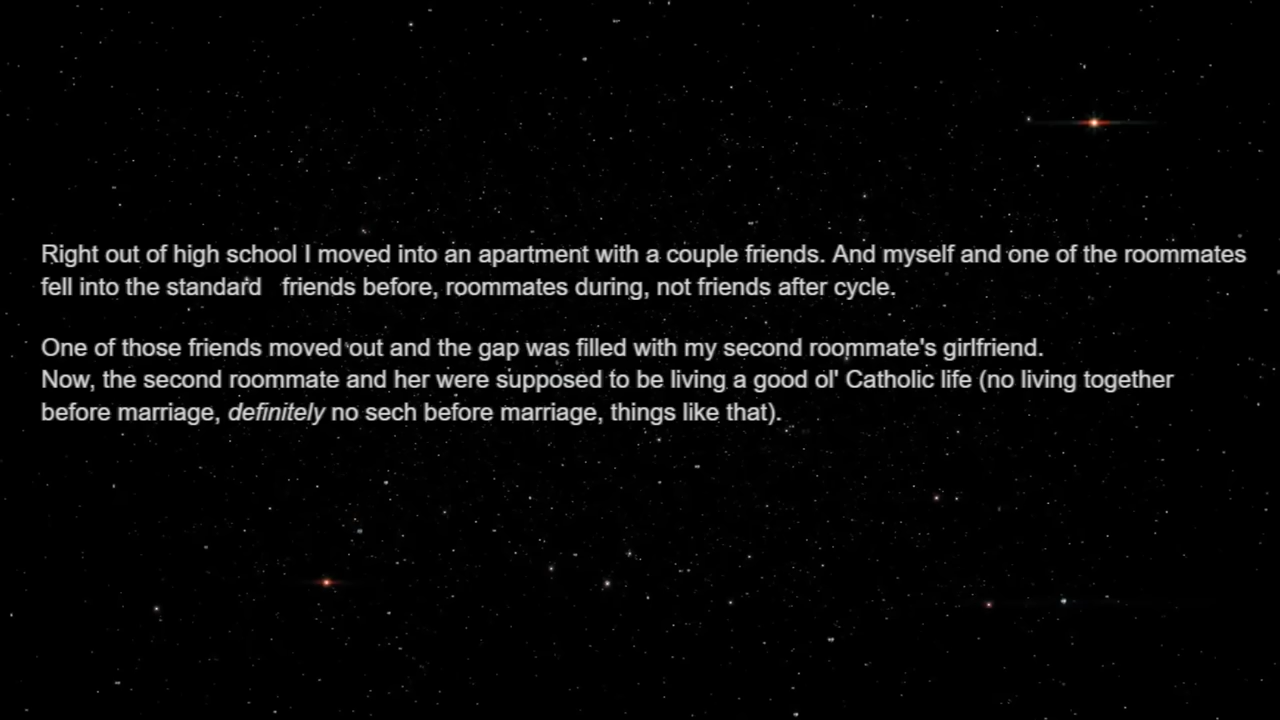 Right out of high school I moved into an apartment with a couple friends. And myself and one of the roommates
fell into the standard friends before, roommates during, not friends after cycle.
One of those friends moved out and the gap was filled with my second roommate's girlfriend.
Now, the second roommate and her were supposed to be living a good ol' Catholic life (no living together
before marriage, definitely no sech before marriage, things like that).